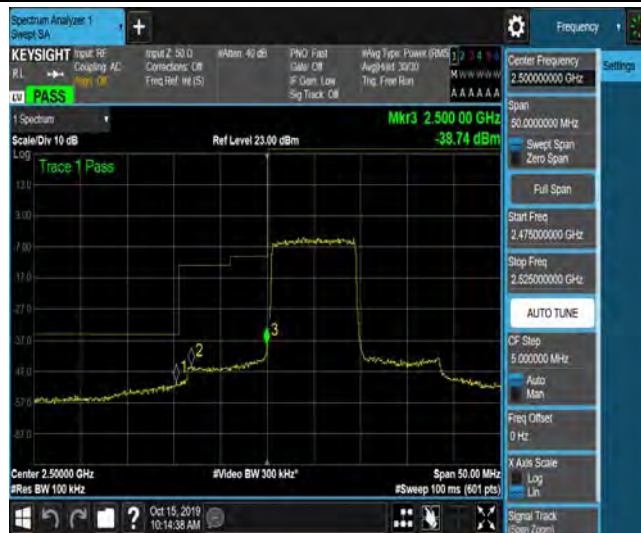 Spectrum Analyzer 1
Swept SA
+
Frequency
KEYSIGHT
Input: RF
Coupling: AC
Align: Off
Input Z: 50 Ω
Corrections: Off
Freq Ref: Int (S)
#Atten: 40 dB
PNO: Fast
Gate: Off
IF Gain: Low
Sig Track: Off
#Avg Type: Power (RMS)
Avg|Hold: 30/30
Trig: Free Run
1 2 3 4 5 6
M W W W W W
A A A A A A
RL
LV PASS
1 Spectrum
Scale/Div 10 dB
Ref Level 23.00 dBm
Mkr3 2.500 00 GHz
-38.74 dBm
Log
Trace 1 Pass
13.0
3.00
-7.00
-17.0
-27.0
-37.0
-47.0
-57.0
-67.0
1
2
3
Center 2.50000 GHz
#Res BW 100 kHz
#Video BW 300 kHz*
Span 50.00 MHz
#Sweep 100 ms (601 pts)
Oct 15, 2019
10:14:38 AM
Center Frequency
2.500000000 GHz
Settings
Span
50.0000000 MHz
Swept Span
Zero Span
Full Span
Start Freq
2.475000000 GHz
Stop Freq
2.525000000 GHz
AUTO TUNE
CF Step
5.000000 MHz
Auto
Man
Freq Offset
0 Hz
X Axis Scale
Log
Lin
Signal Track
(Span Zoom)